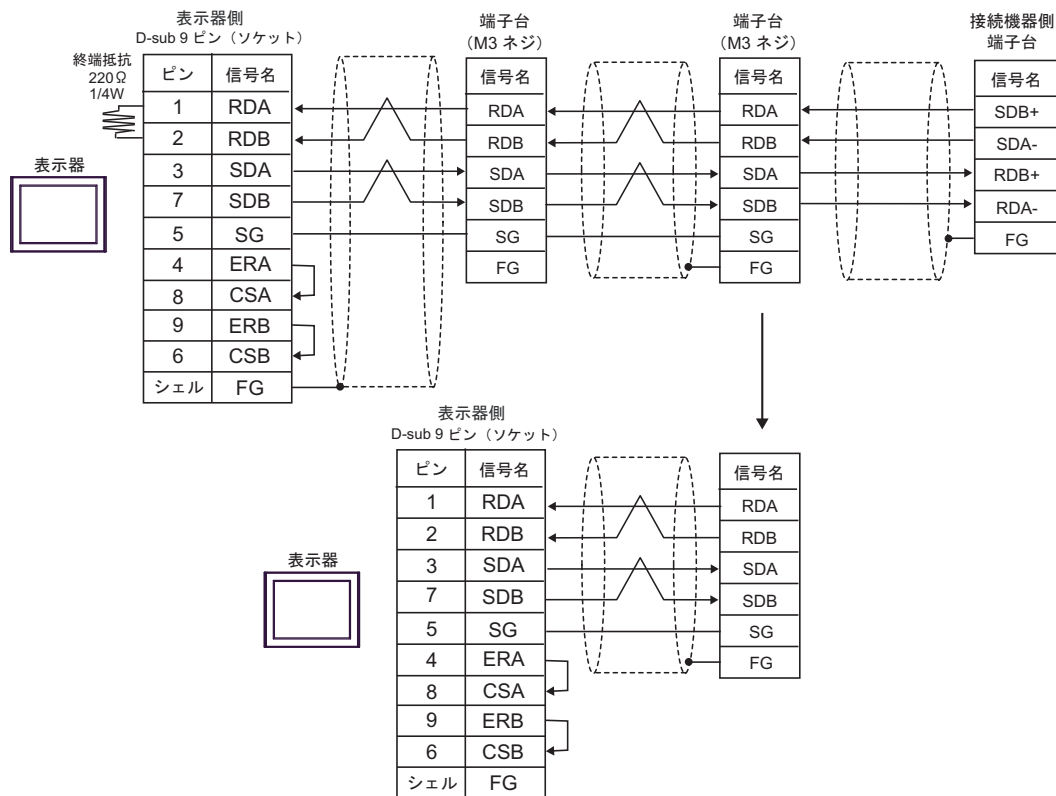 表示器側
D-sub 9 ピン（ソケット）
終端抵抗
220Ω
1/4W
ピン 信号名
1 RDA
2 RDB
3 SDA
7 SDB
5 SG
4 ERA
8 CSA
9 ERB
6 CSB
シェル FG
表示器
端子台
（M3 ネジ）
信号名
RDA
RDB
SDA
SDB
SG
FG
端子台
（M3 ネジ）
信号名
RDA
RDB
SDA
SDB
SG
FG
接続機器側
端子台
信号名
SDB+
SDA-
RDB+
RDA-
FG
表示器側
D-sub 9 ピン（ソケット）
ピン 信号名
1 RDA
2 RDB
3 SDA
7 SDB
5 SG
4 ERA
8 CSA
9 ERB
6 CSB
シェル FG
表示器
信号名
RDA
RDB
SDA
SDB
SG
FG